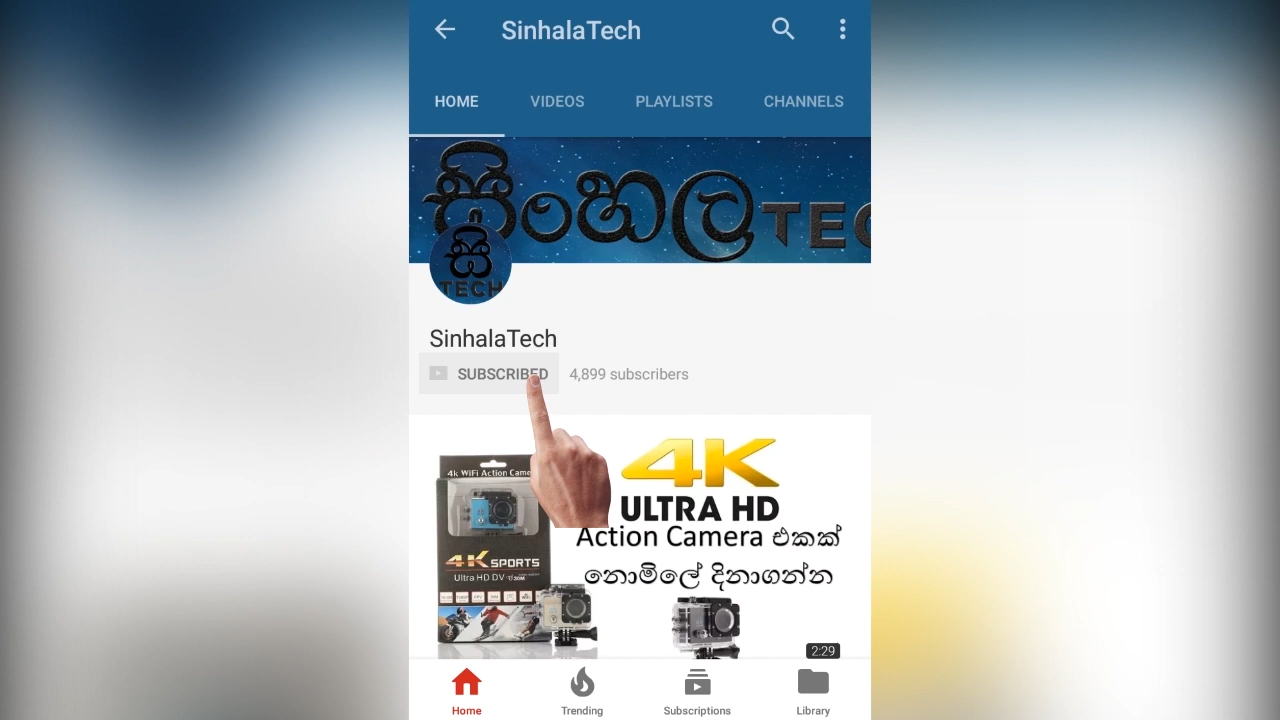 SinhalaTech
HOME VIDEOS PLAYLISTS CHANNELS
සිංහල TEC
සිං
TECH
SinhalaTech
SUBSCRIBED 4,899 subscribers
4K
ULTRA HD
Action Camera එකක්
නොමිලේ දිනාගන්න
4k WiFi Action Came
4K SPORTS
Ultra HD DV
2:29
Home Trending Subscriptions Library